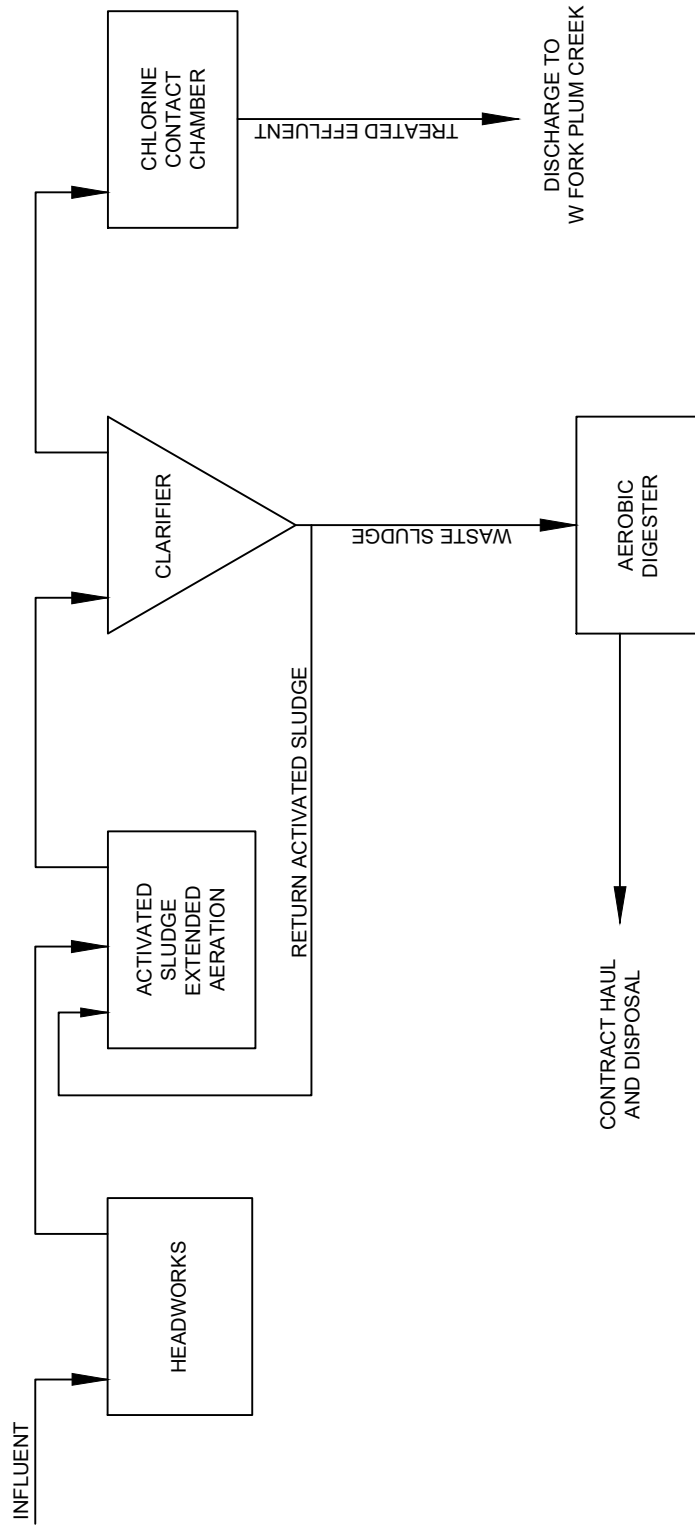 INFLUENT
HEADWORKS
ACTIVATED
SLUDGE
EXTENDED
AERATION
RETURN ACTIVATED SLUDGE
CLARIFIER
WASTE SLUDGE
CHLORINE
CONTACT
CHAMBER
TREATED EFFLUENT
DISCHARGE TO
W FORK PLUM CREEK
AEROBIC
DIGESTER
CONTRACT HAUL
AND DISPOSAL